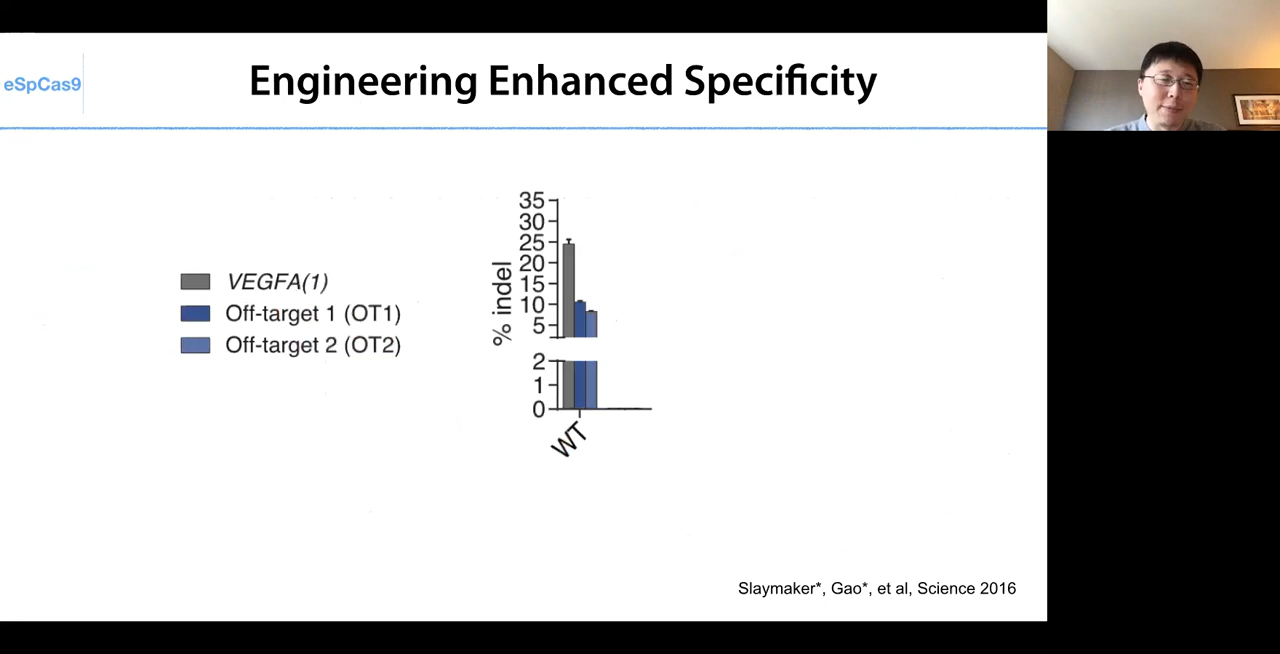 eSpCas9
Engineering Enhanced Specificity
VEGFA(1)
Off-target 1 (OT1)
Off-target 2 (OT2)
% indel
35
30
25
20
15
10
5
2
1
0
WT
Slaymaker*, Gao*, et al, Science 2016